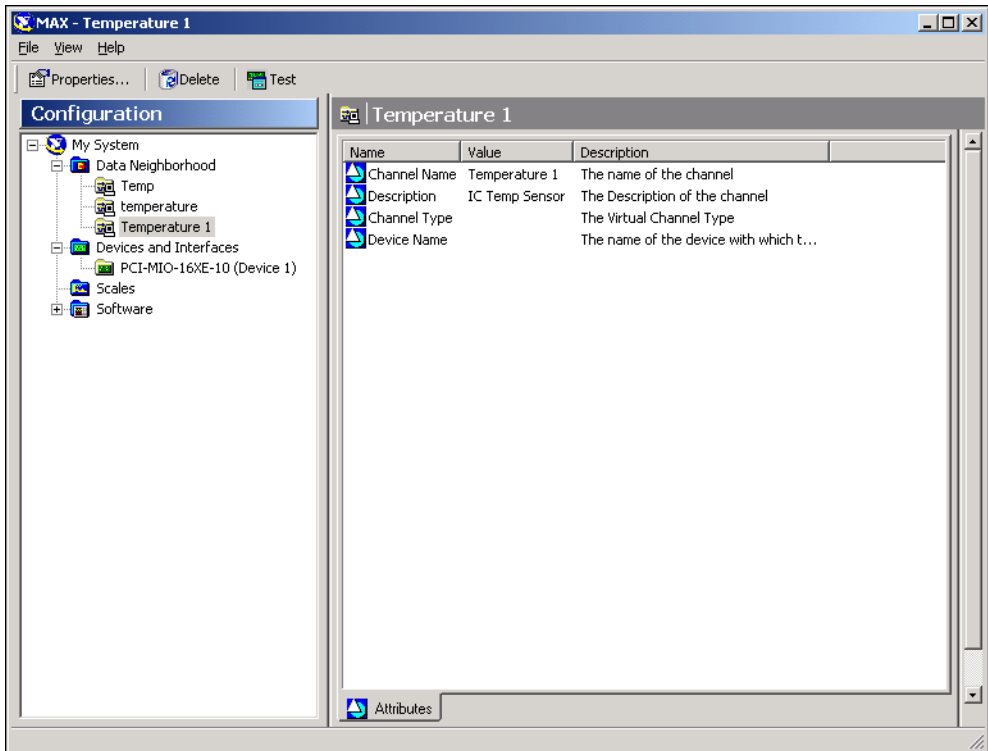 MAX - Temperature 1
File View Help
Properties... Delete Test
Configuration
Temperature 1
My System
Data Neighborhood
Temp
temperature
Temperature 1
Devices and Interfaces
PCI-MIO-16XE-10 (Device 1)
Scales
Software
Name Value Description
Channel Name Temperature 1 The name of the channel
Description IC Temp Sensor The Description of the channel
Channel Type The Virtual Channel Type
Device Name The name of the device with which t...
Attributes